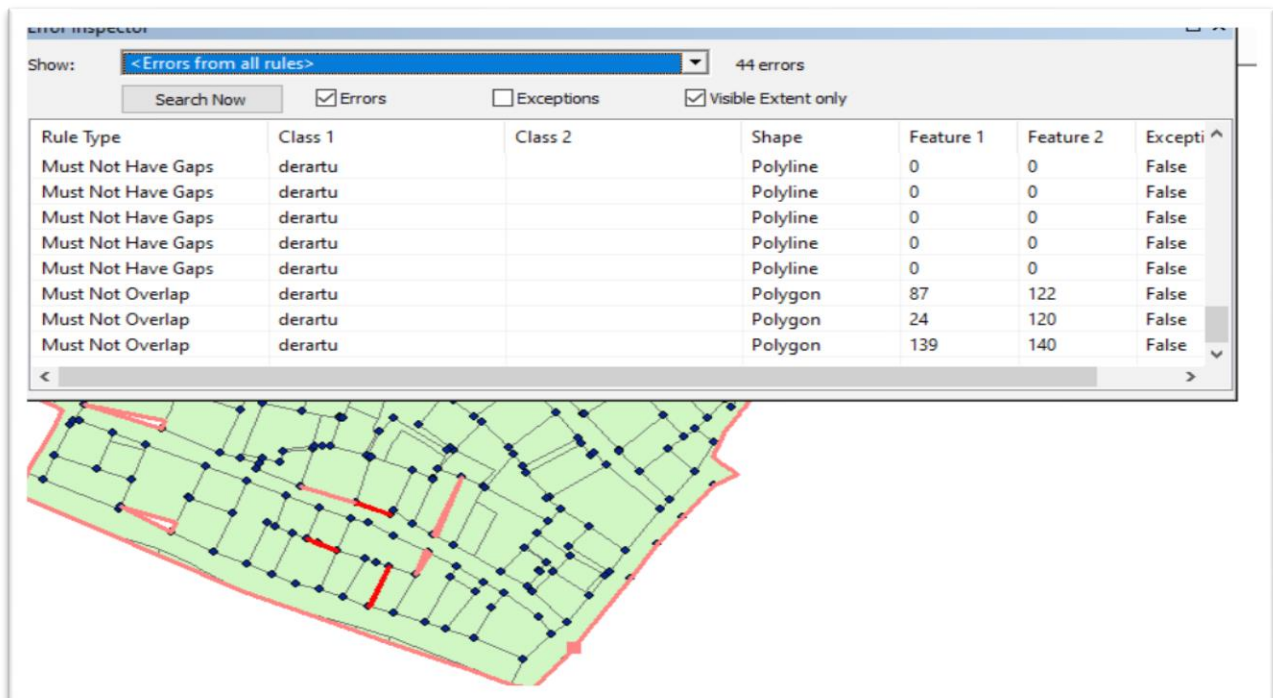 Error Inspector
Show: <Errors from all rules> 44 errors
Search Now Errors Exceptions Visible Extent only
Rule Type Class 1 Class 2 Shape Feature 1 Feature 2 Excepti
Must Not Have Gaps derartu Polyline 0 0 False
Must Not Have Gaps derartu Polyline 0 0 False
Must Not Have Gaps derartu Polyline 0 0 False
Must Not Have Gaps derartu Polyline 0 0 False
Must Not Have Gaps derartu Polyline 0 0 False
Must Not Overlap derartu Polygon 87 122 False
Must Not Overlap derartu Polygon 24 120 False
Must Not Overlap derartu Polygon 139 140 False